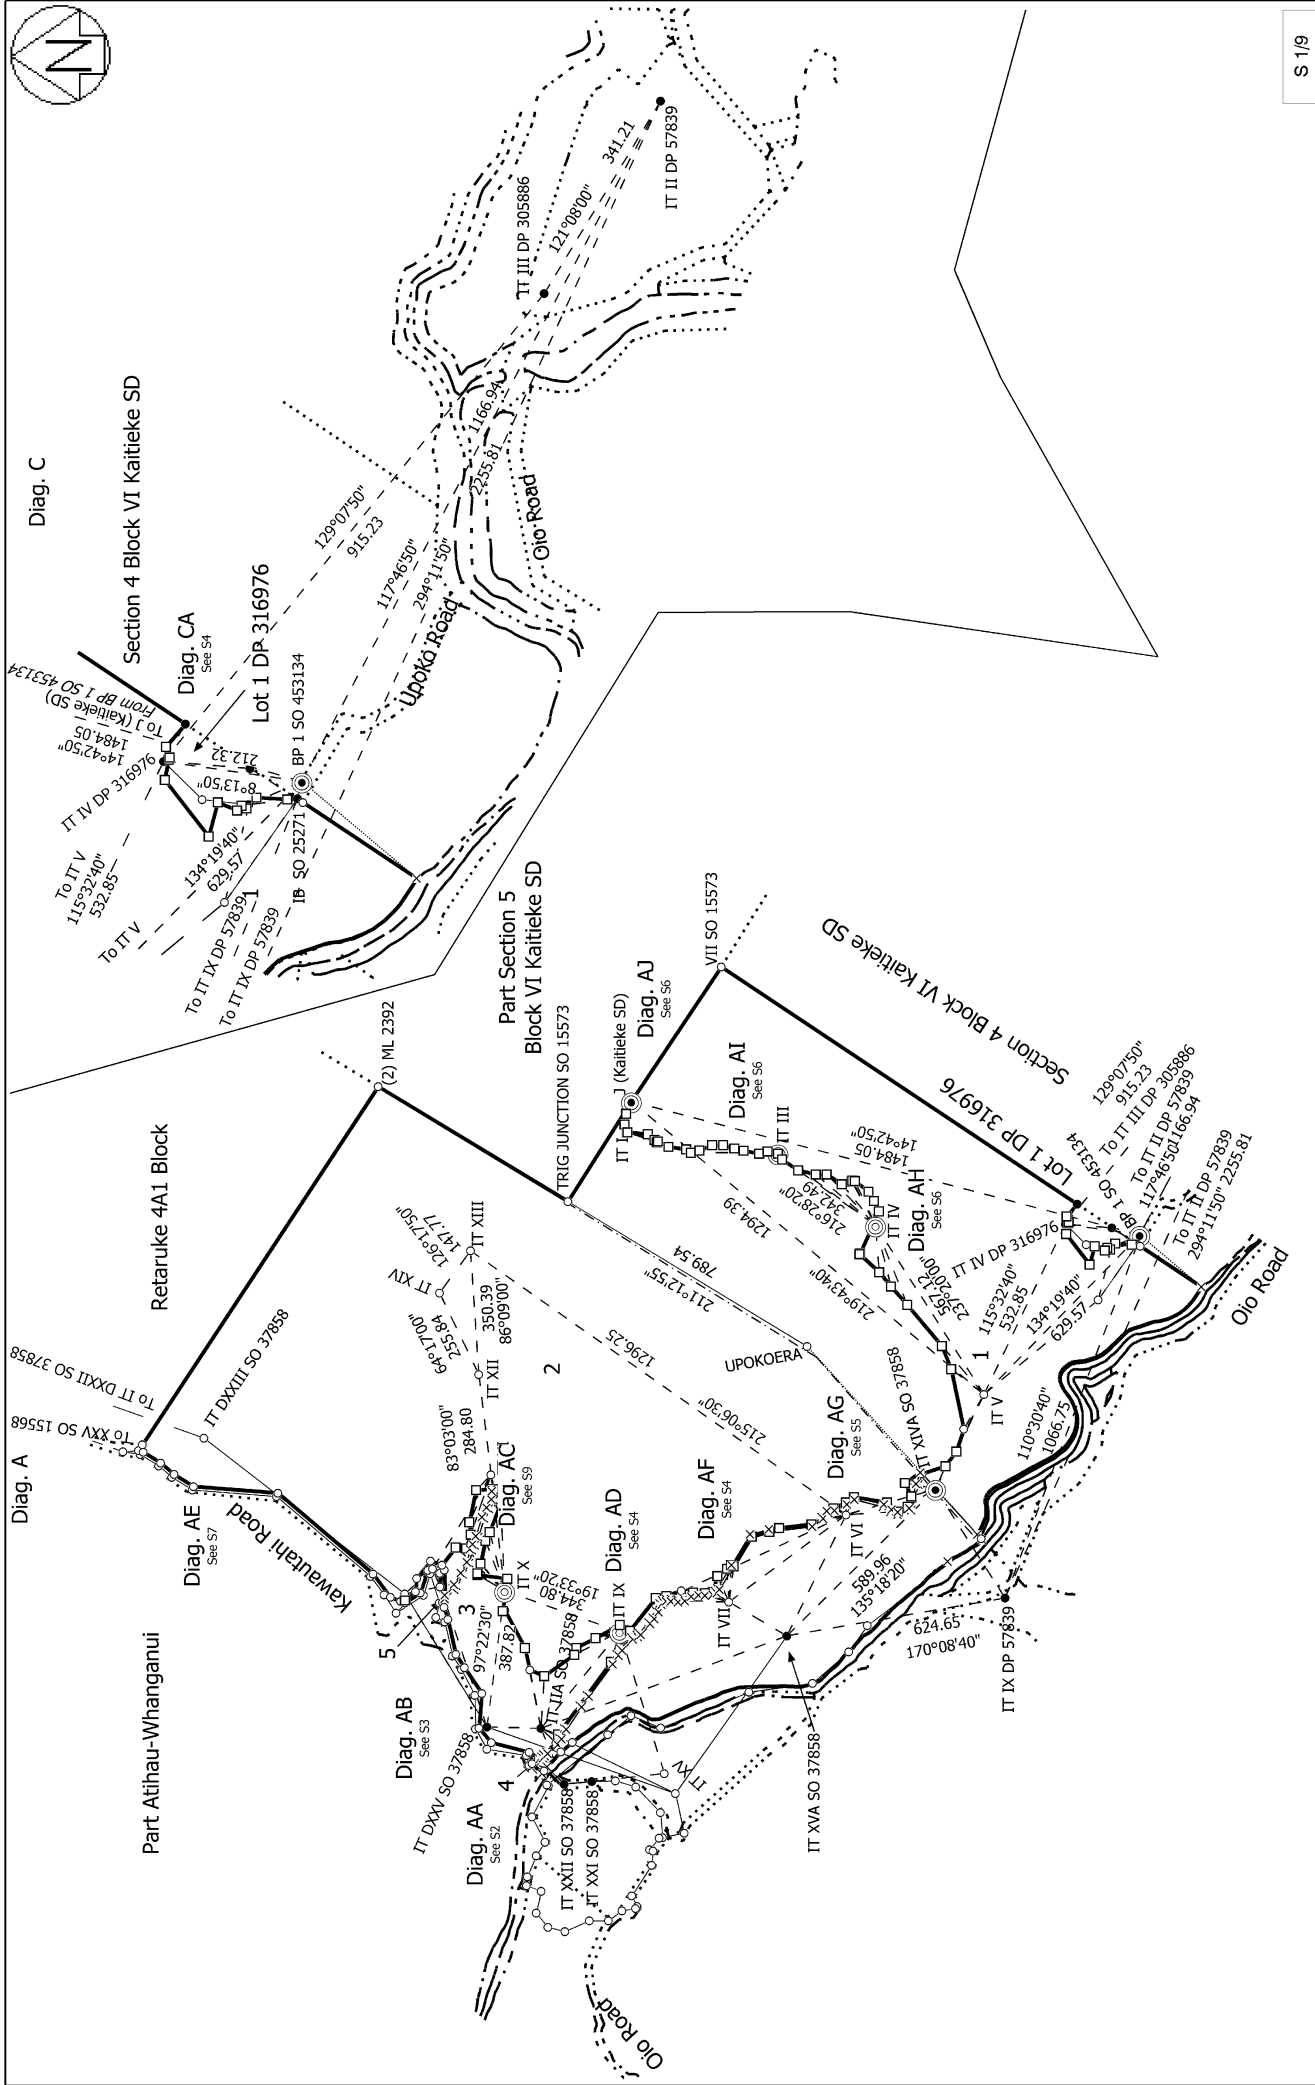 Diag. A
Diag. C
Part Atihau-Whanganui
Retaruke 4A1 Block
Section 4 Block VI Kaitieke SD
To XXV SO 15568
To IT DXXII SO 37858
IT DXXIII SO 37858
Diag. AE
See S7
Kawautahi Road
(2) ML 2392
Part Section 5
Block VI Kaitieke SD
TRIG JUNCTION SO 15573
VII SO 15573
J (Kaitieke SD)
Diag. AJ
See S6
IT I
Diag. AI
See S6
IT III
216°28'20"
342.49
IT IV
Diag. AH
See S6
14°42'50"
1484.05
1294.39
219°43'40"
237°20'00"
567.42
Section 4 Block VI Kaitieke SD
Lot 1 DP 316976
IT IV DP 316976
BP 1 SO 453134
129°07'50"
915.23
To IT III DP 305886
To IT II DP 57839
117°46'50"
1166.94
To IT II DP 57839
294°11'50" 2255.81
115°32'40"
532.85
134°19'40"
629.57
IT V
1
Oio Road
110°30'40"
1066.75
IT XIVA SO 37858
UPOKOERA
211°12'55"
789.54
215°06'30"
1296.25
2
IT XIII
126°17'50"
147.77
IT XIV
64°17'00"
255.84
IT XII
350.39
86°09'00"
83°03'00"
284.80
Diag. AC
See S9
IT X
19°33'20"
344.80
3
97°22'30"
387.82
5
Diag. AB
See S3
IT DXXV SO 37858
IT IIA SO 37858
Diag. AD
See S4
IT IX
Diag. AF
See S4
IT VII
IT VI
Diag. AG
See S5
589.96
135°18'20"
624.65
170°08'40"
IT IX DP 57839
IT XVA SO 37858
IT XV
4
Diag. AA
See S2
IT XXII SO 37858
IT XXI SO 37858
Oio Road
Diag. CA
See S4
Lot 1 DP 316976
From BP 1 SO 453134
To J (Kaitieke SD)
1484.05
14°42'50"
IT IV DP 316976
212.32
8°13'50"
BP 1 SO 453134
To IT V
115°32'40"
532.85
To IT V
134°19'40"
629.57
To IT IX DP 57839
1
To IT IX DP 57839
IB SO 25271
129°07'50"
915.23
117°46'50"
1166.94
294°11'50"
2255.81
Upoko Road
Oio Road
IT III DP 305886
121°08'00"
341.21
IT II DP 57839
N
S 1/9